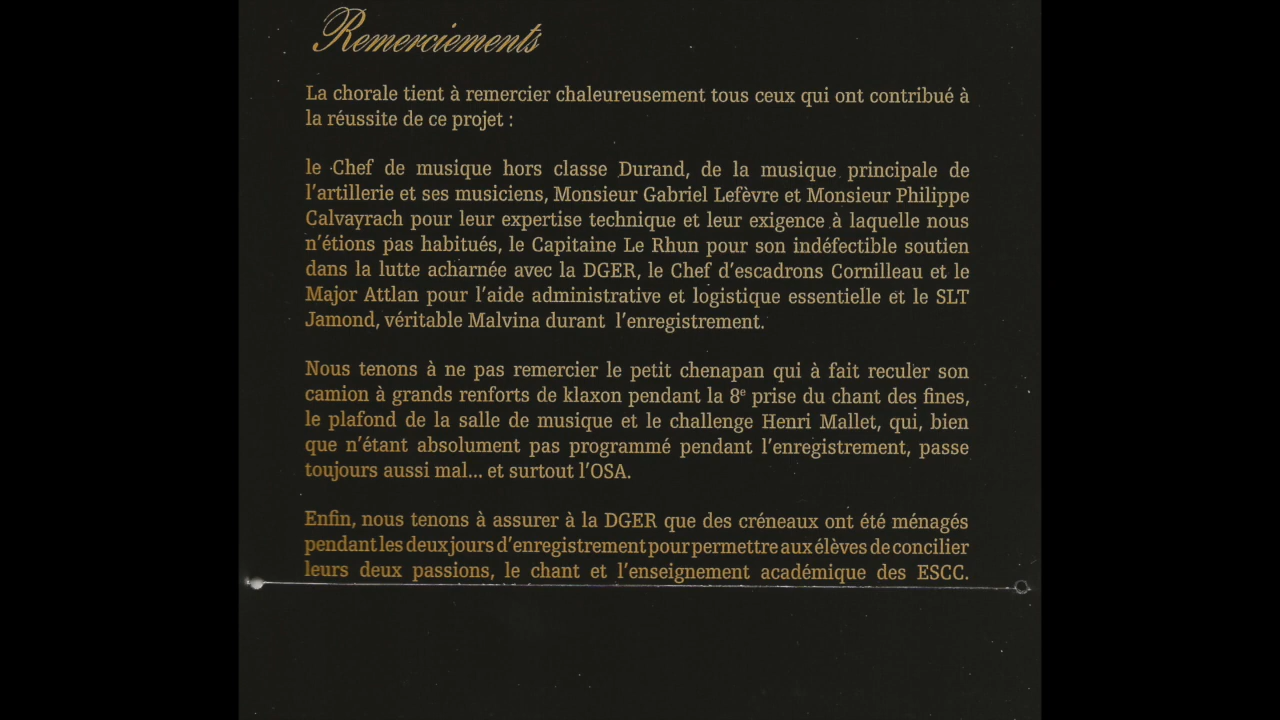 Remerciements
La chorale tient à remercier chaleureusement tous ceux qui ont contribué à
la réussite de ce projet :
le Chef de musique hors classe Durand, de la musique principale de
l'artillerie et ses musiciens, Monsieur Gabriel Lefèvre et Monsieur Philippe
Calvayrach pour leur expertise technique et leur exigence à laquelle nous
n'étions pas habitués, le Capitaine Le Rhun pour son indéfectible soutien
dans la lutte acharnée avec la DGER, le Chef d'escadrons Cornilleau et le
Major Attlan pour l'aide administrative et logistique essentielle et le SLT
Jamond, véritable Malvina durant l'enregistrement.
Nous tenons à ne pas remercier le petit chenapan qui à fait reculer son
camion à grands renforts de klaxon pendant la 8e prise du chant des fines,
le plafond de la salle de musique et le challenge Henri Mallet, qui, bien
que n'étant absolument pas programmé pendant l'enregistrement, passe
toujours aussi mal... et surtout l'OSA.
Enfin, nous tenons à assurer à la DGER que des créneaux ont été ménagés
pendant les deux jours d'enregistrement pour permettre aux élèves de concilier
leurs deux passions, le chant et l'enseignement académique des ESCC.